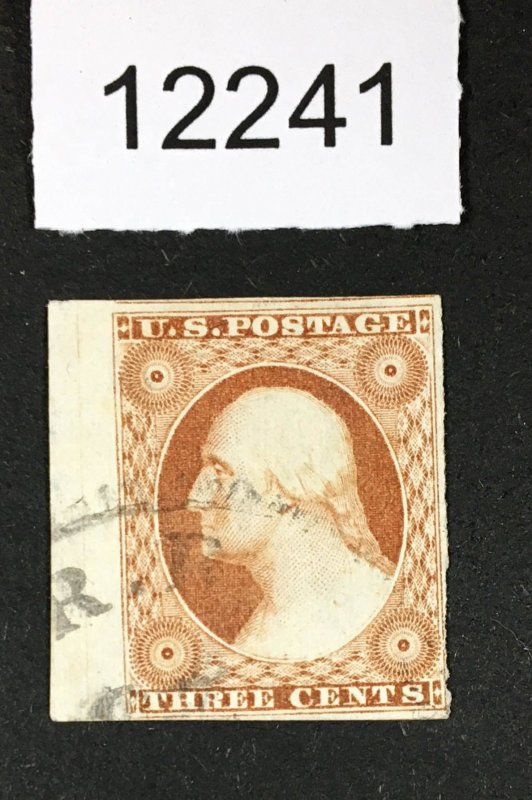 12241
U.S. POSTAGE
R. R.
THREE CENTS